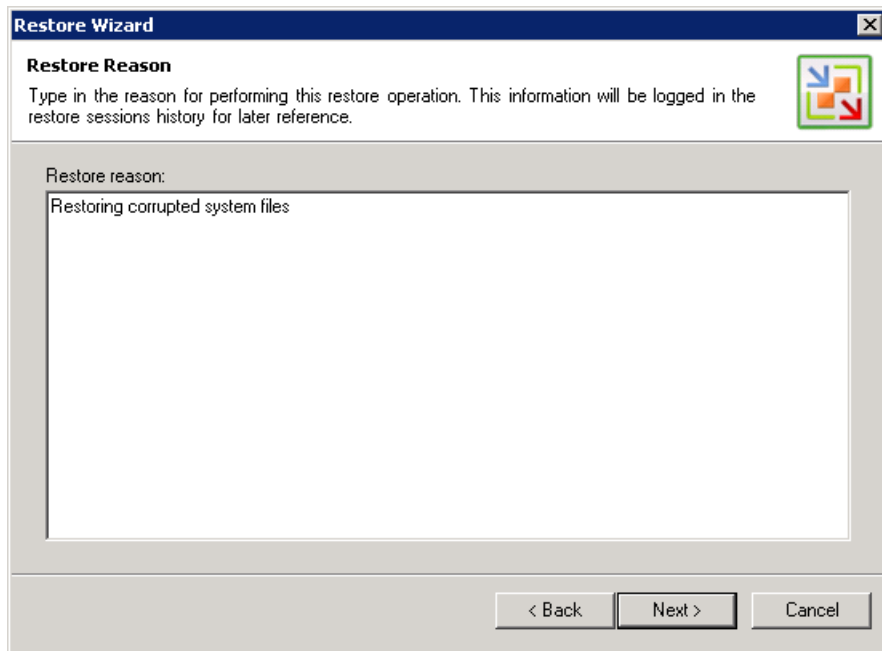 Restore Wizard
Restore Reason
Type in the reason for performing this restore operation. This information will be logged in the
restore sessions history for later reference.
Restore reason:
Restoring corrupted system files
< Back Next > Cancel